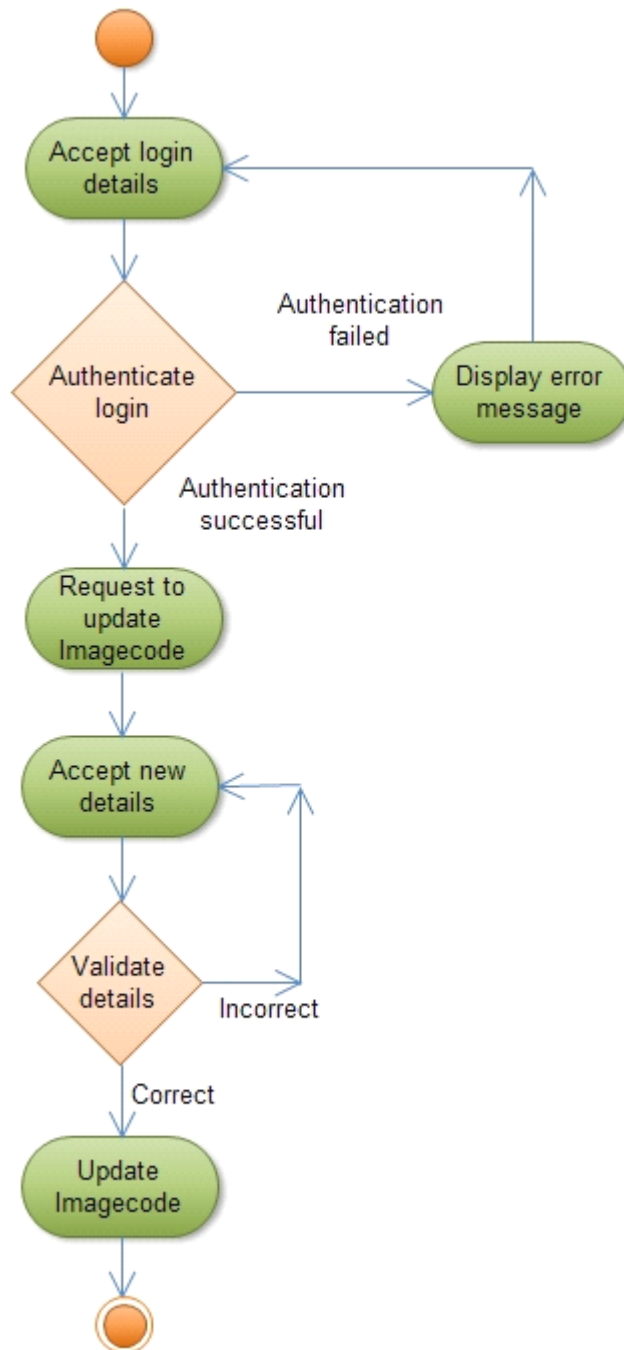 Accept login
details
Authentication
failed
Authenticate
login
Display error
message
Authentication
successful
Request to
update
Imagecode
Accept new
details
Validate
details
Incorrect
Correct
Update
Imagecode